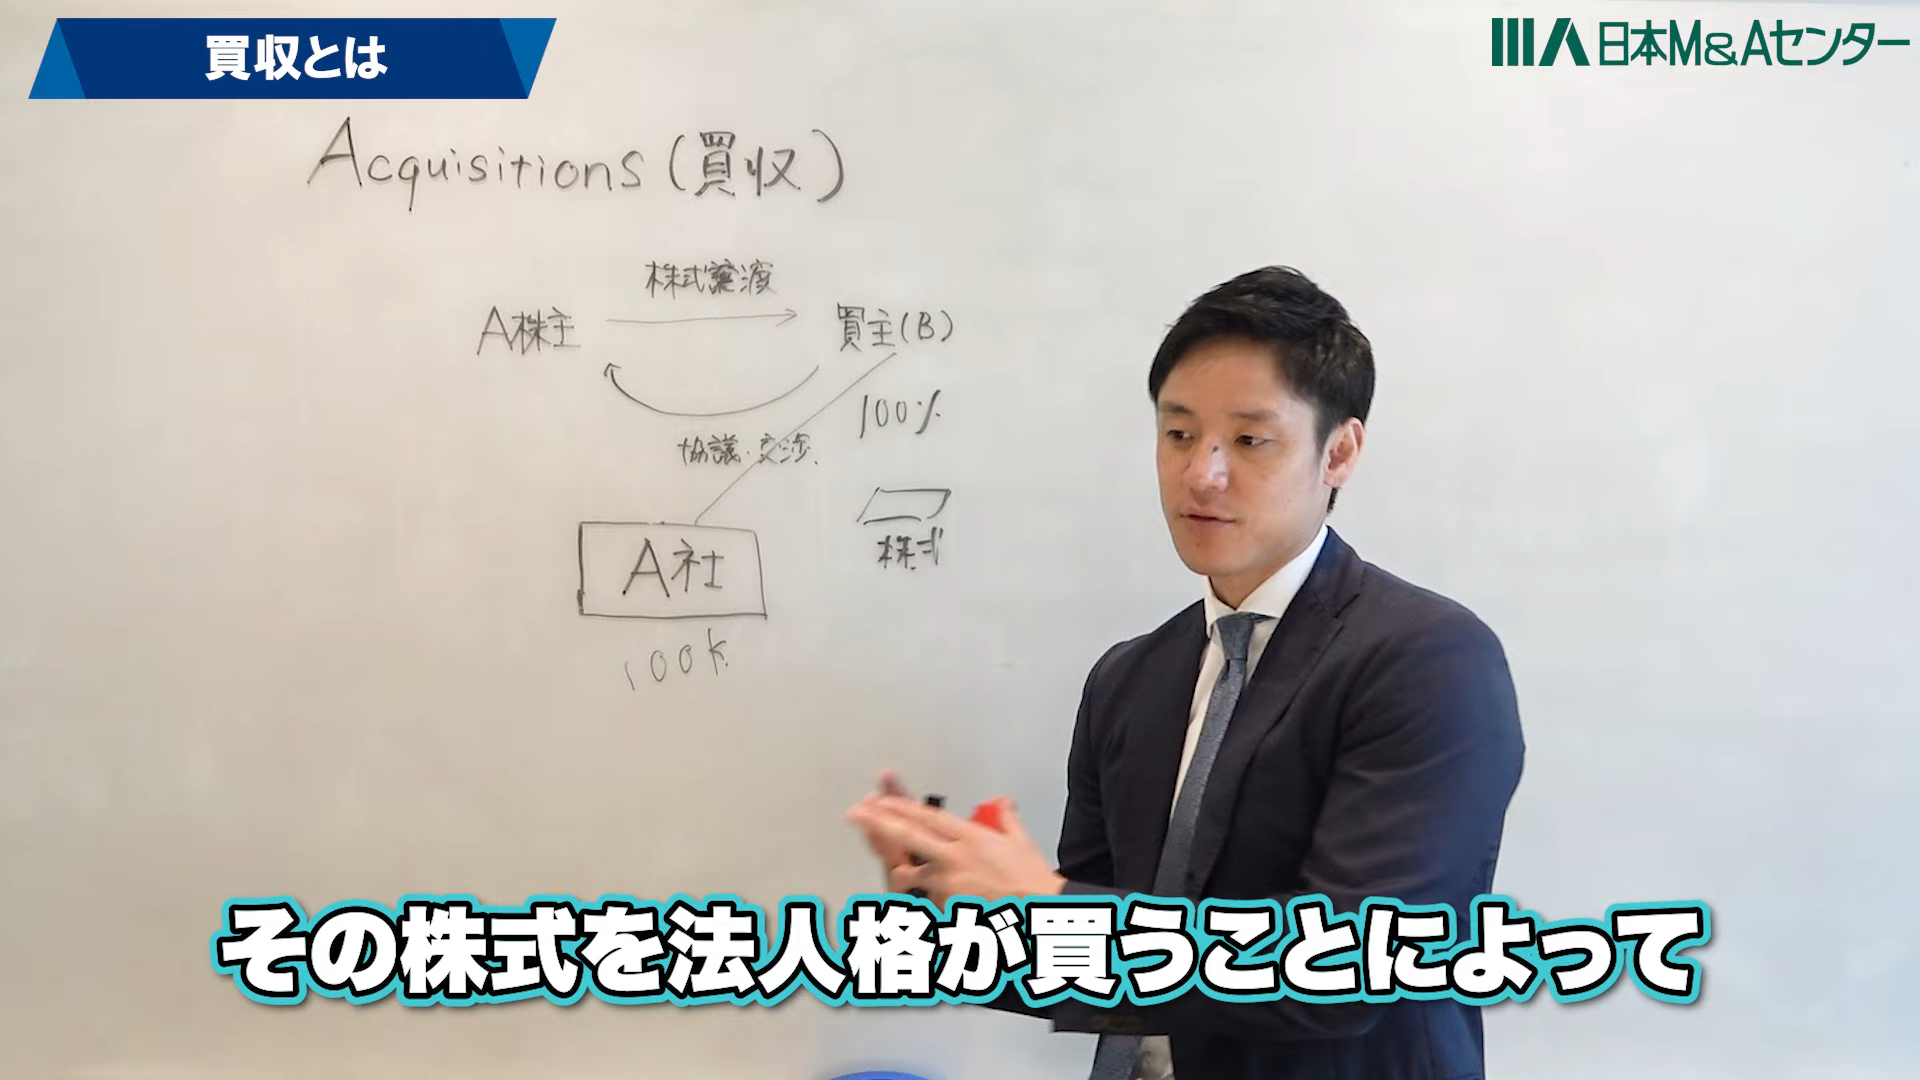 買収とは
日本M&Aセンター
Acquisitions (買収)
株式譲渡
A株主
買主(B)
100%
協議・交渉.
株式
A社
100k
その株式を法人格が買うことによって